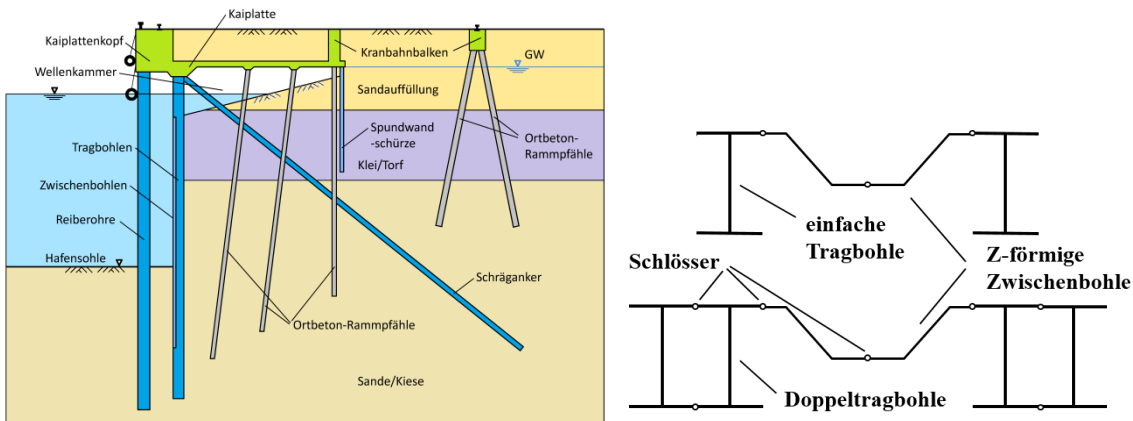 Kaiplatte
Kaiplattenkopf
Kranbahnbalken
GW
Wellenkammer
Sandauffüllung
Spundwand
-schürze
Ortbeton-
Rammpfähle
Klei/Torf
Tragbohlen
Zwischenbohlen
Reiberohre
Hafensohle
Schräganker
Ortbeton-Rammpfähle
Sande/Kiese
einfache
Tragbohle
Z-förmige
Zwischenbohle
Schlösser
Doppeltragbohle